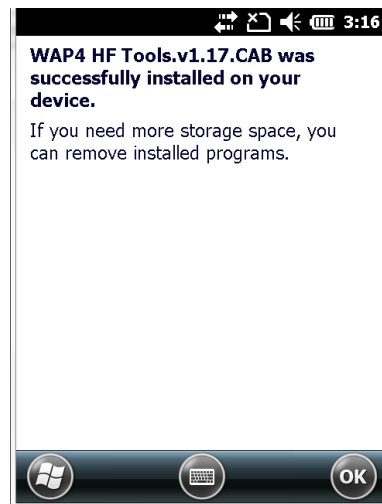 3:16
WAP4 HF Tools.v1.17.CAB was
successfully installed on your
device.
If you need more storage space, you
can remove installed programs.
OK